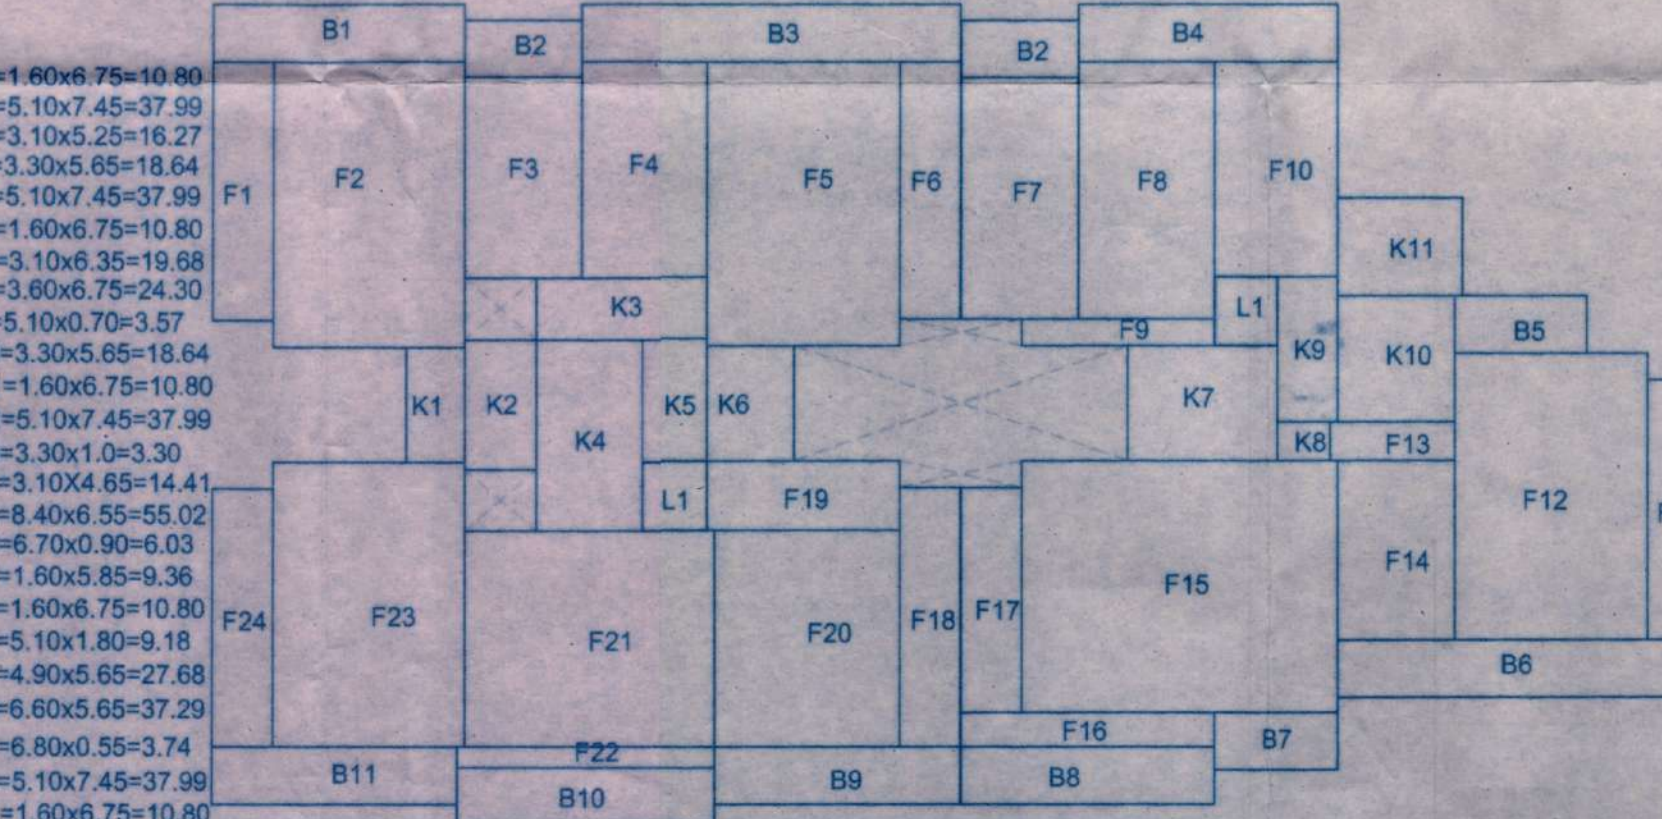 B1
B2
B3
B2
B4
=1.60x6.75=10.80
=5.10x7.45=37.99
=3.10x5.25=16.27
=3.30x5.65=18.64
=5.10x7.45=37.99
=1.60x6.75=10.80
=3.10x6.35=19.68
=3.60x6.75=24.30
=5.10x0.70=3.57
=3.30x5.65=18.64
=1.60x6.75=10.80
=5.10x7.45=37.99
=3.30x1.0=3.30
=3.10X4.65=14.41
=8.40x6.55=55.02
=6.70x0.90=6.03
=1.60x5.85=9.36
=1.60x6.75=10.80
=5.10x1.80=9.18
=4.90x5.65=27.68
=6.60x5.65=37.29
=6.80x0.55=3.74
=5.10x7.45=37.99
=1.60x6.75=10.80
F1
F2
F3
F4
F5
F6
F7
F8
F10
K11
K3
L1
F9
K9
K10
B5
K1
K2
K4
K5
K6
K7
K8
F13
L1
F19
F12
F14
F15
F24
F23
F21
F20
F18
F17
B6
F16
B7
F22
B11
B10
B9
B8